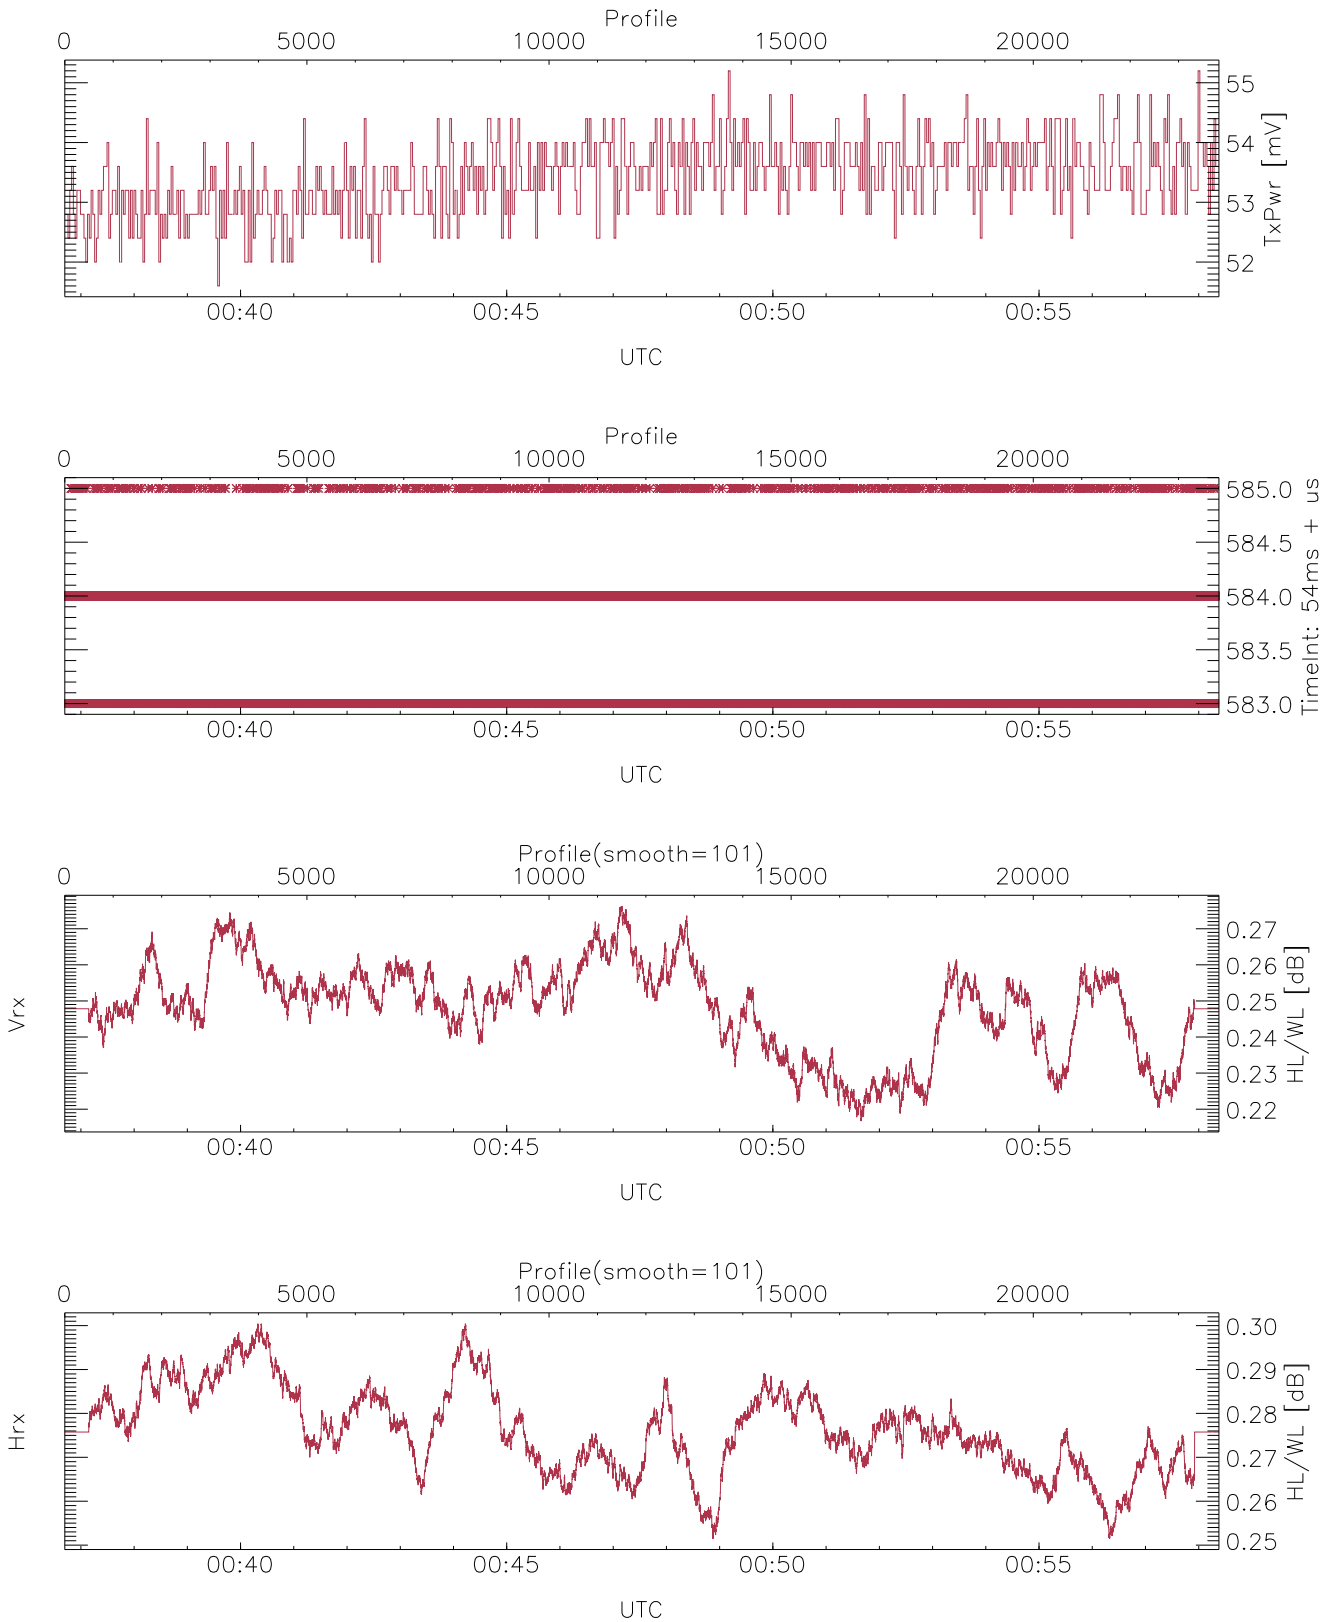 Profile
0 5000 10000 15000 20000
55
54
53
52
TxPwr [mV]
00:40 00:45 00:50 00:55
UTC
Profile
0 5000 10000 15000 20000
585.0
584.5
584.0
583.5
583.0
TimeInt: 54ms + us
00:40 00:45 00:50 00:55
UTC
Profile(smooth=101)
0 5000 10000 15000 20000
Vrx
0.27
0.26
0.25
0.24
0.23
0.22
HL/WL [dB]
00:40 00:45 00:50 00:55
UTC
Profile(smooth=101)
0 5000 10000 15000 20000
Hrx
0.30
0.29
0.28
0.27
0.26
0.25
HL/WL [dB]
00:40 00:45 00:50 00:55
UTC